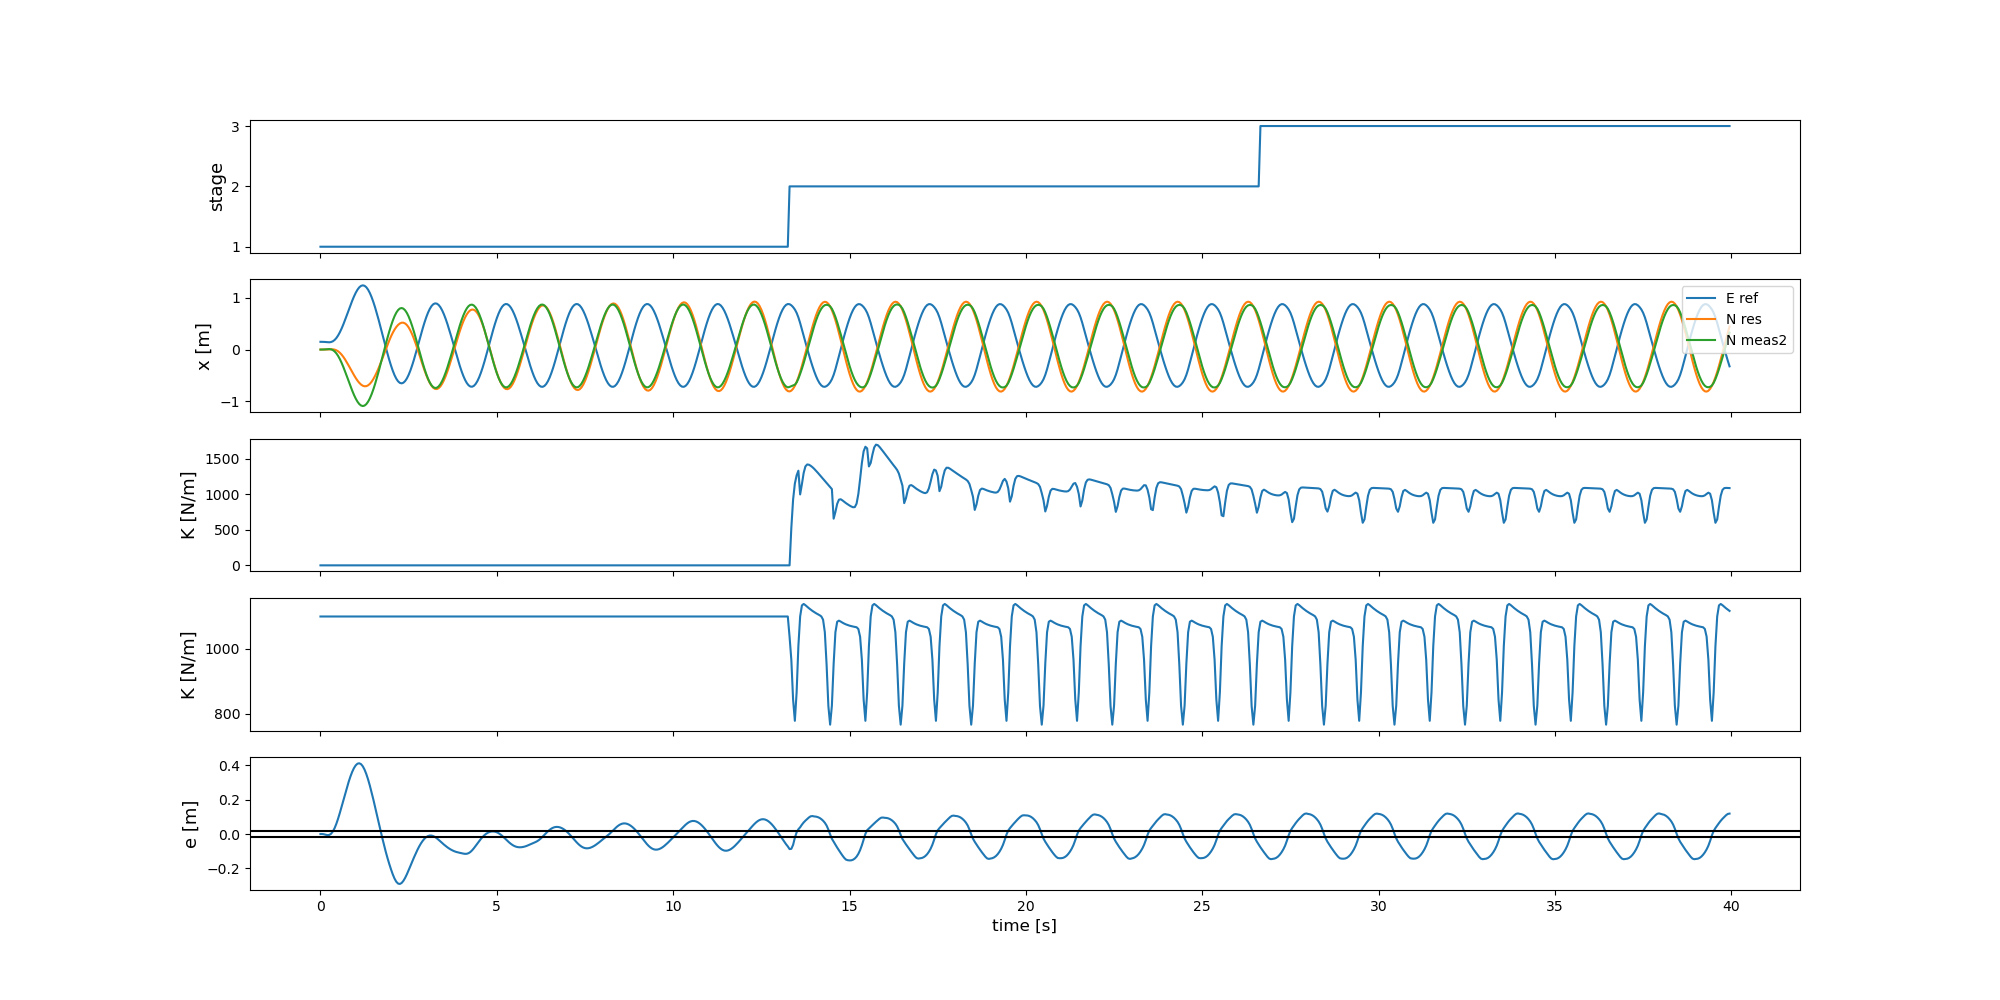 stage
3
2
1
x [m]
1
0
−1
E ref
N res
N meas2
K [N/m]
1500
1000
500
0
K [N/m]
1000
800
e [m]
0.4
0.2
0.0
−0.2
0 5 10 15 20 25 30 35 40
time [s]